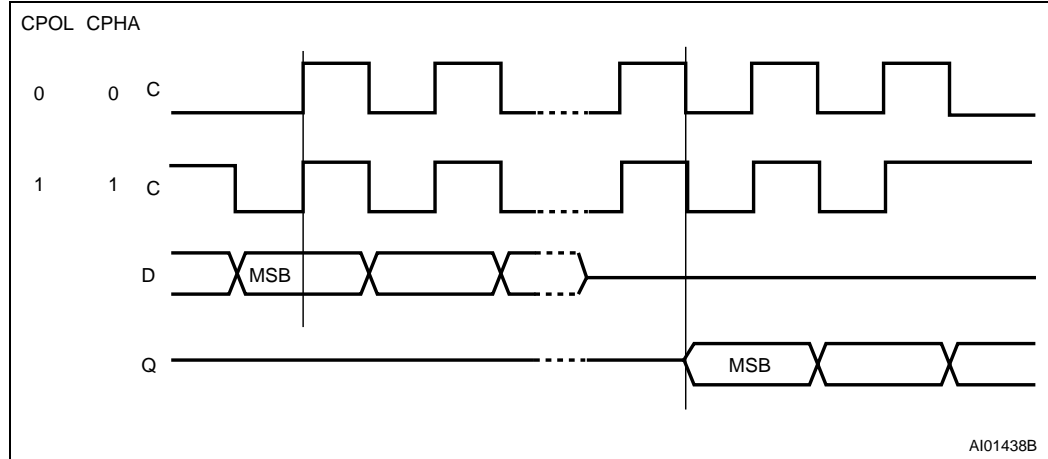 CPOL CPHA
0 0 C
1 1 C
D MSB
Q MSB
AI01438B